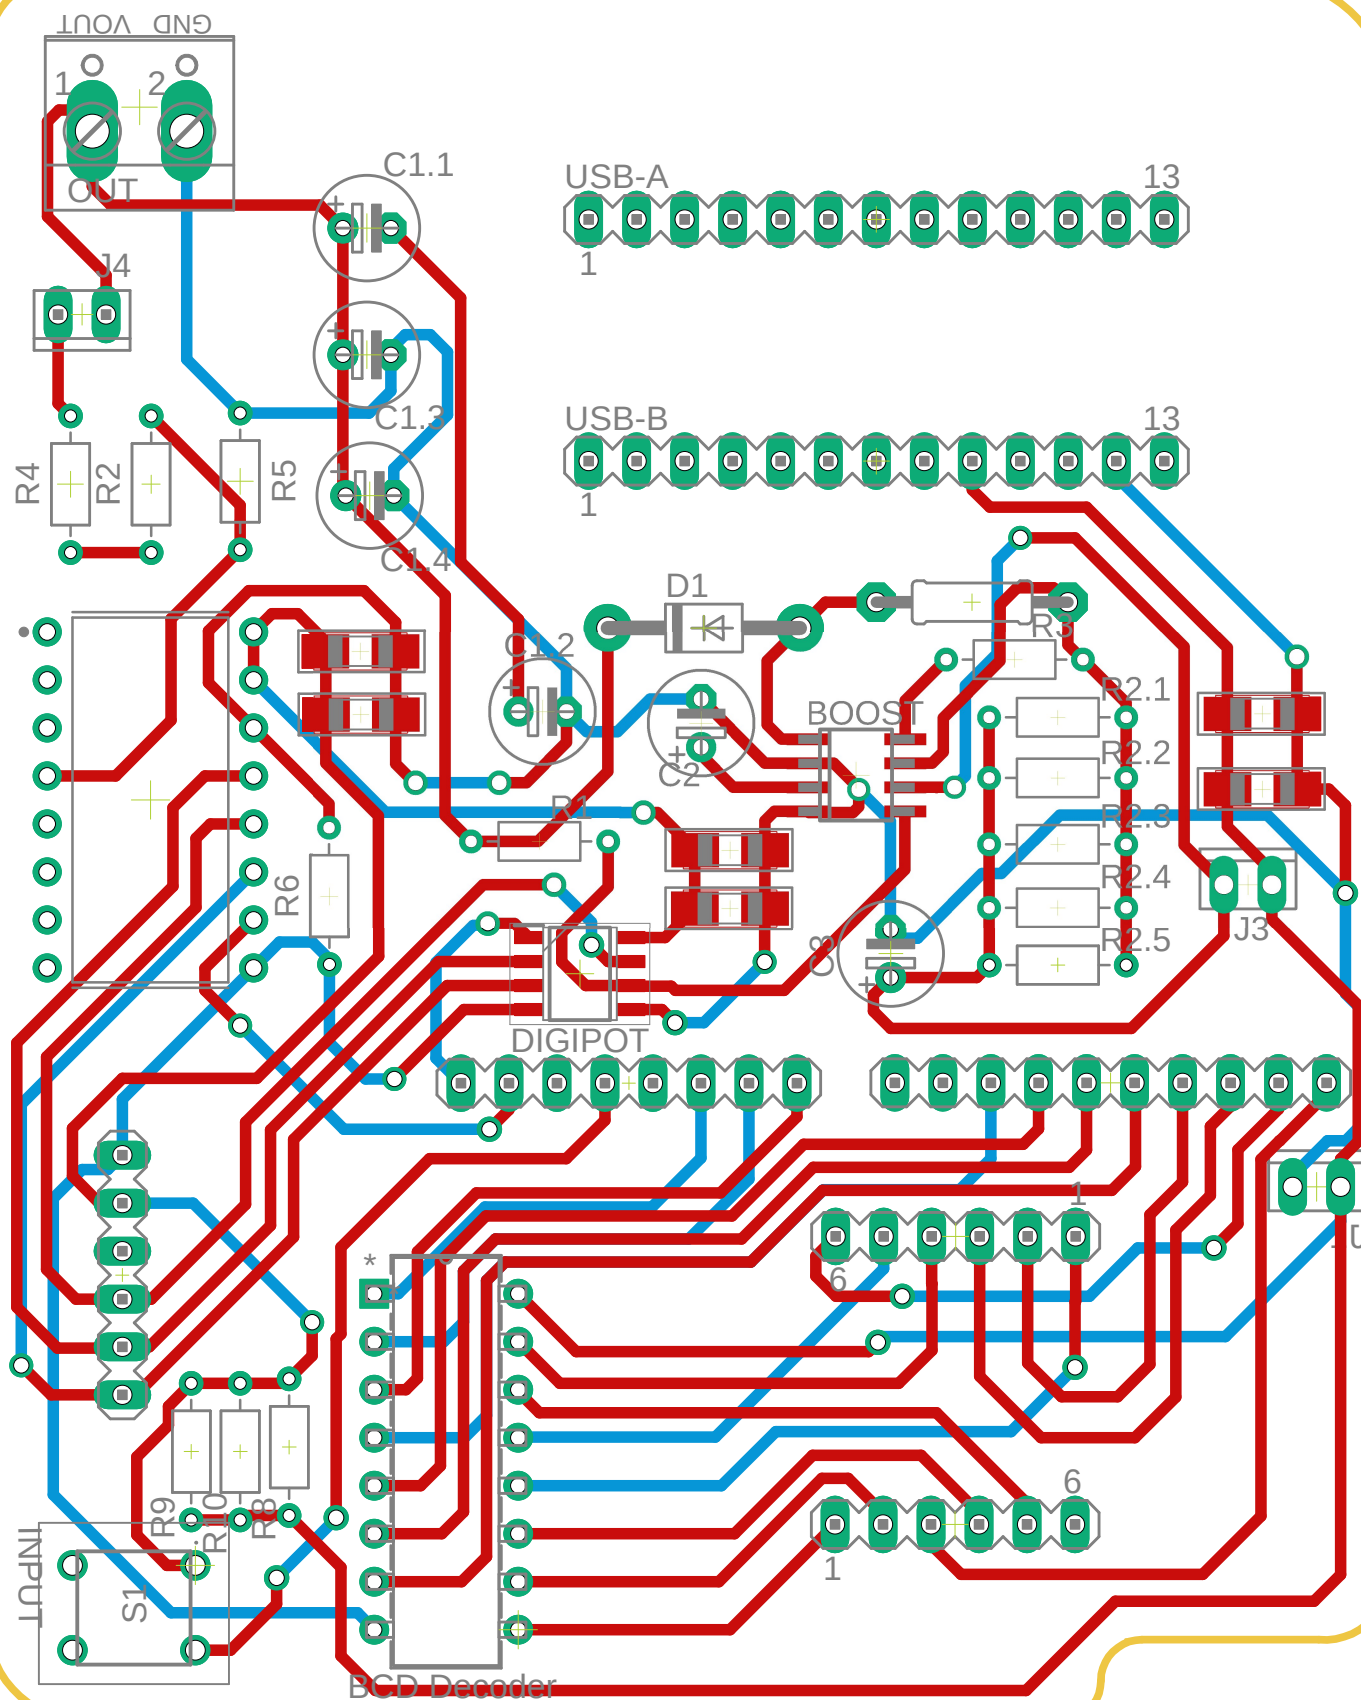 VOUT GND
1 2
OUT
C1.1
USB-A 13
1
J4
C1.3
USB-B 13
1
R4 R2 R5
C1.4
D1
C1.2
R3
R2.1
BOOST
R2.2
C2
R1
R2.3
R6
R2.4
C8
J3
R2.5
DIGIPOT
1
6
*
6
R9 R10 R8
INPUT
S1
1
BCD Decoder